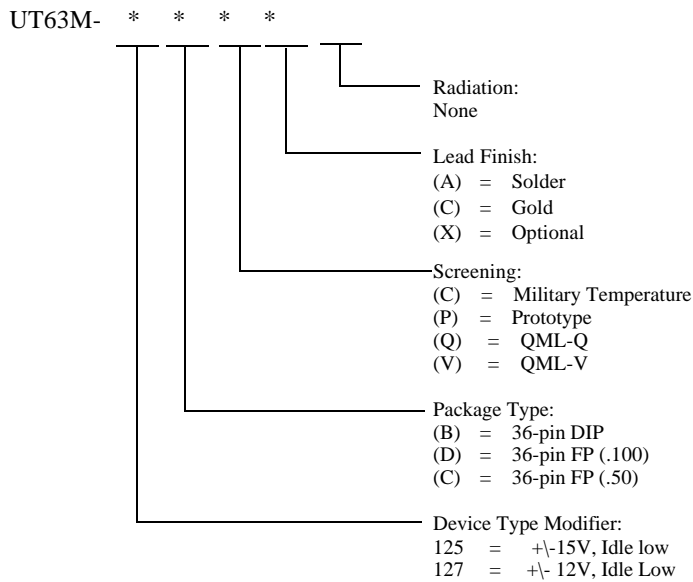 UT63M- * * * *
Radiation:
None
Lead Finish:
(A) = Solder
(C) = Gold
(X) = Optional
Screening:
(C) = Military Temperature
(P) = Prototype
(Q) = QML-Q
(V) = QML-V
Package Type:
(B) = 36-pin DIP
(D) = 36-pin FP (.100)
(C) = 36-pin FP (.50)
Device Type Modifier:
125 = +\-15V, Idle low
127 = +\- 12V, Idle Low